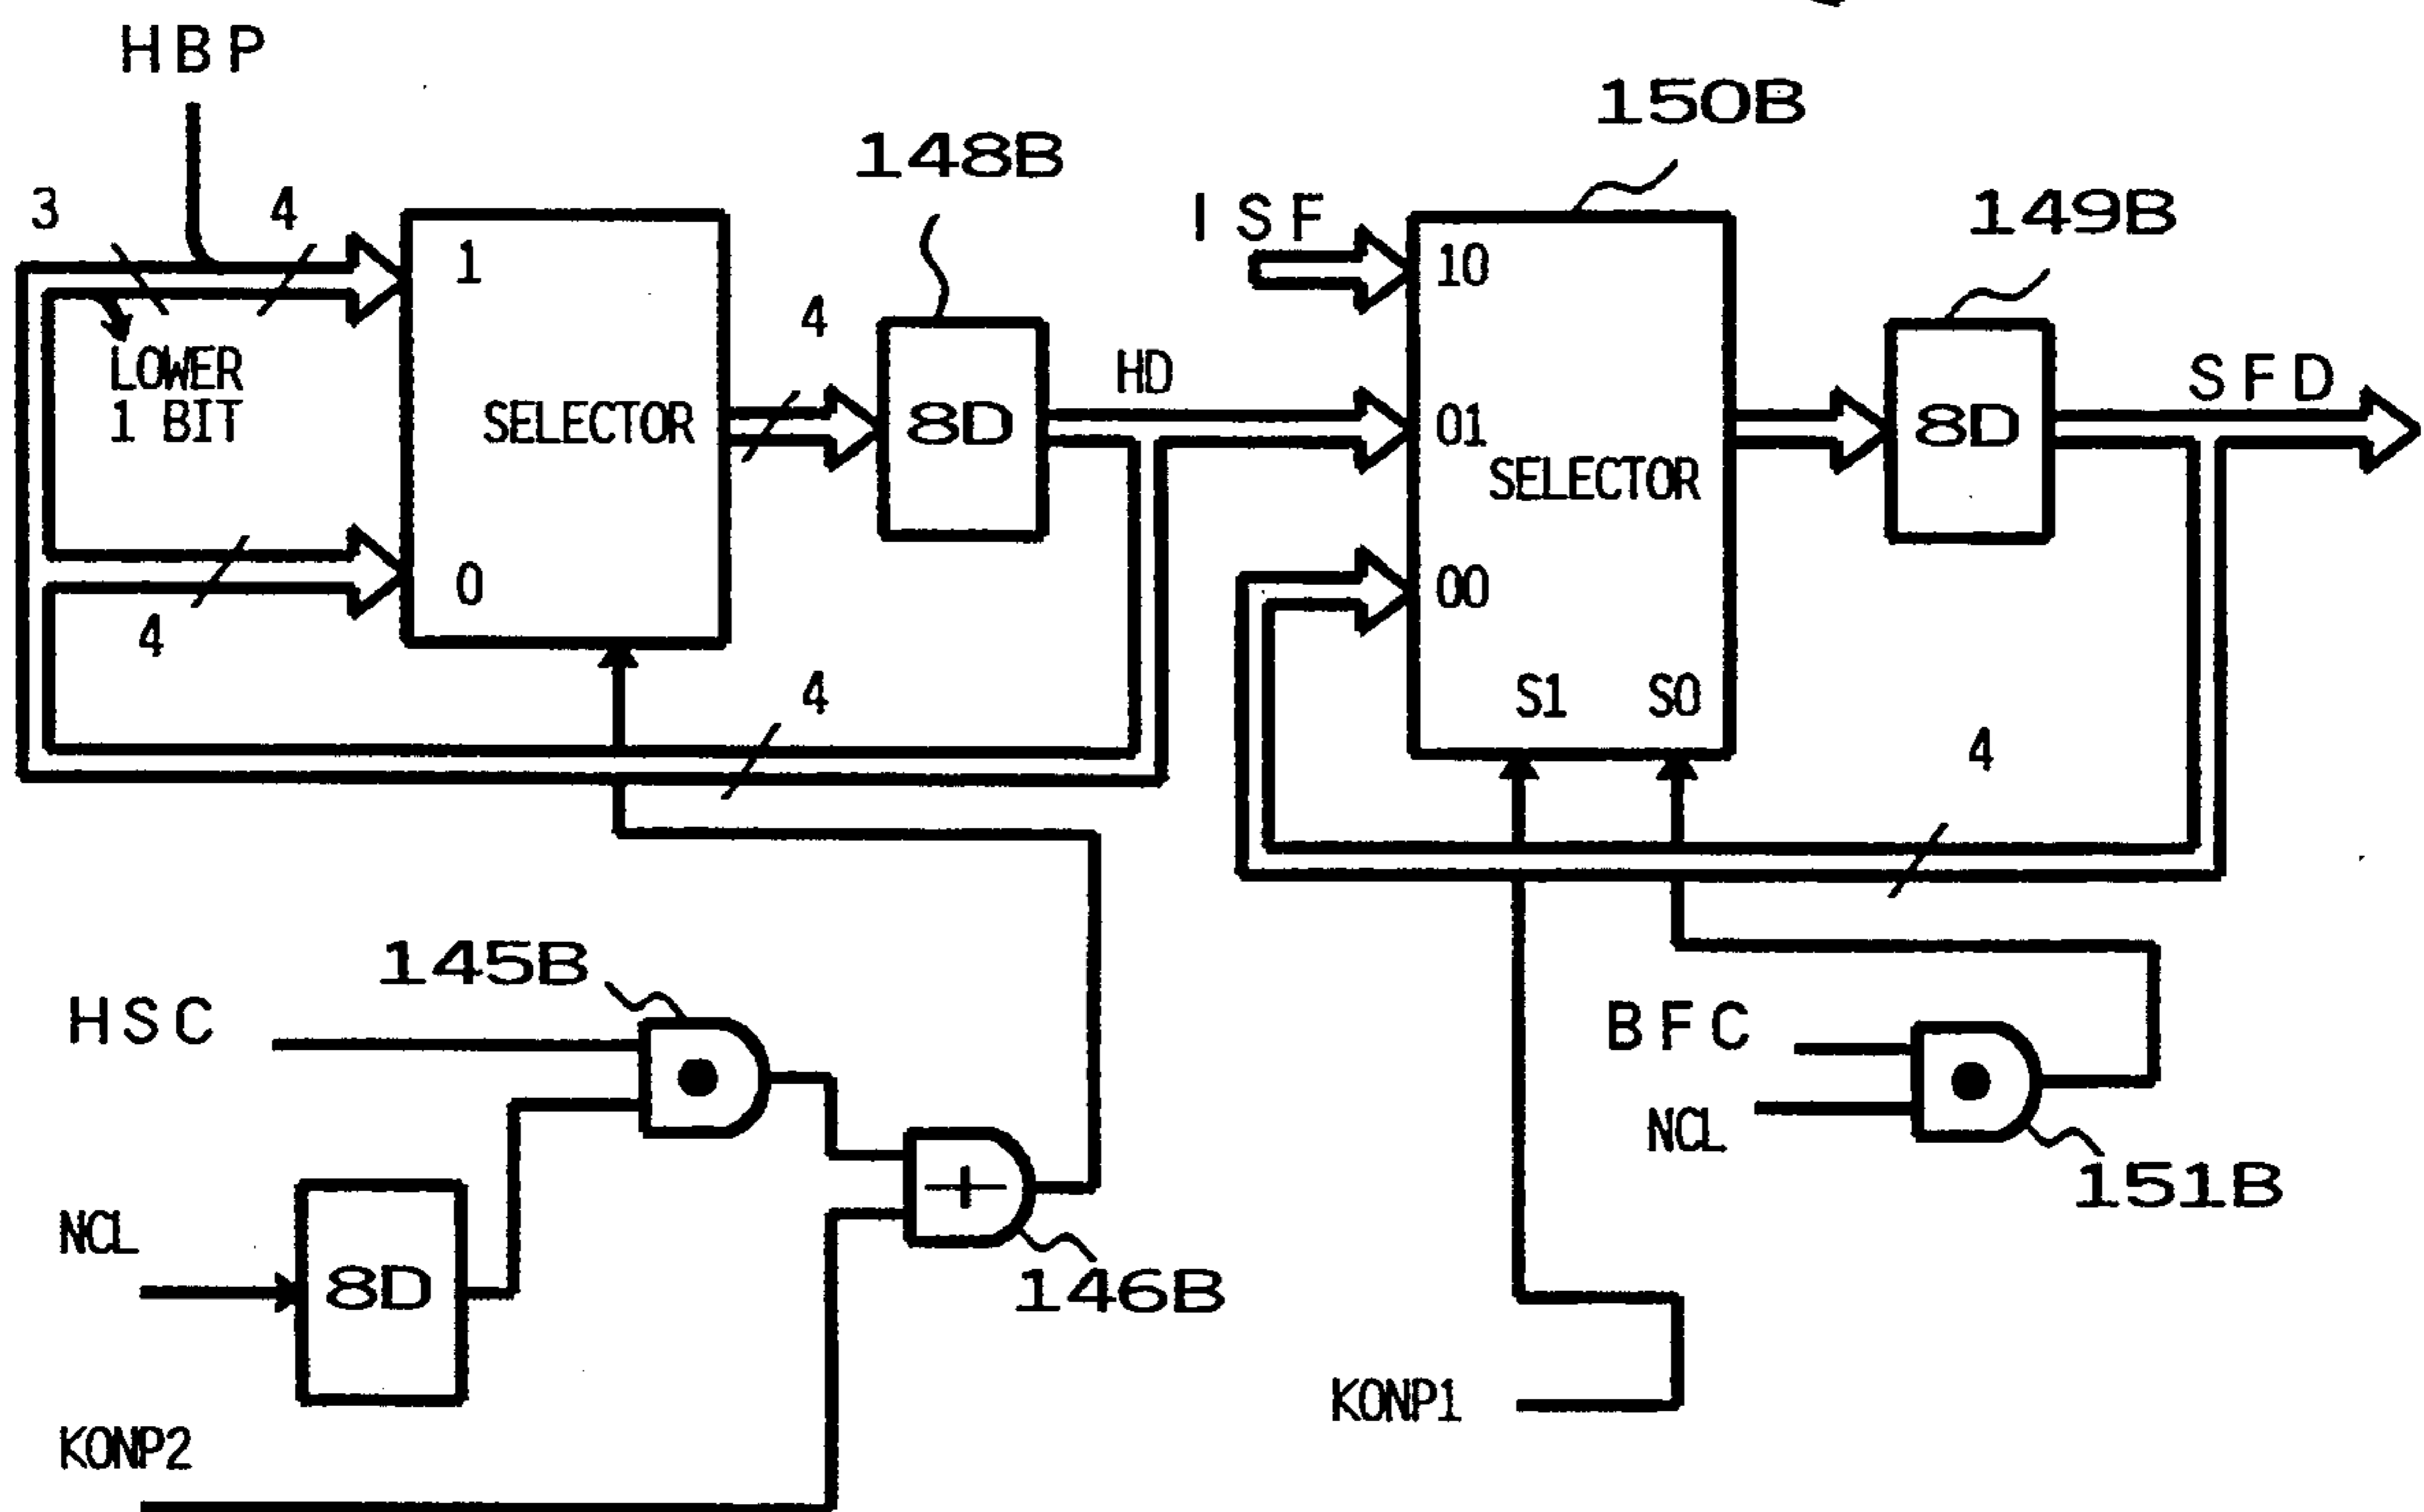 HBP
150B
148B
149B
3
4
ISF
1
10
4
HD
SFD
LOWER
1 BIT
SELECTOR
8D
01
SELECTOR
8D
0
00
4
4
S1
S0
4
145B
HSC
BFC
NCL
151B
NCL
8D
146B
KONP1
KONP2